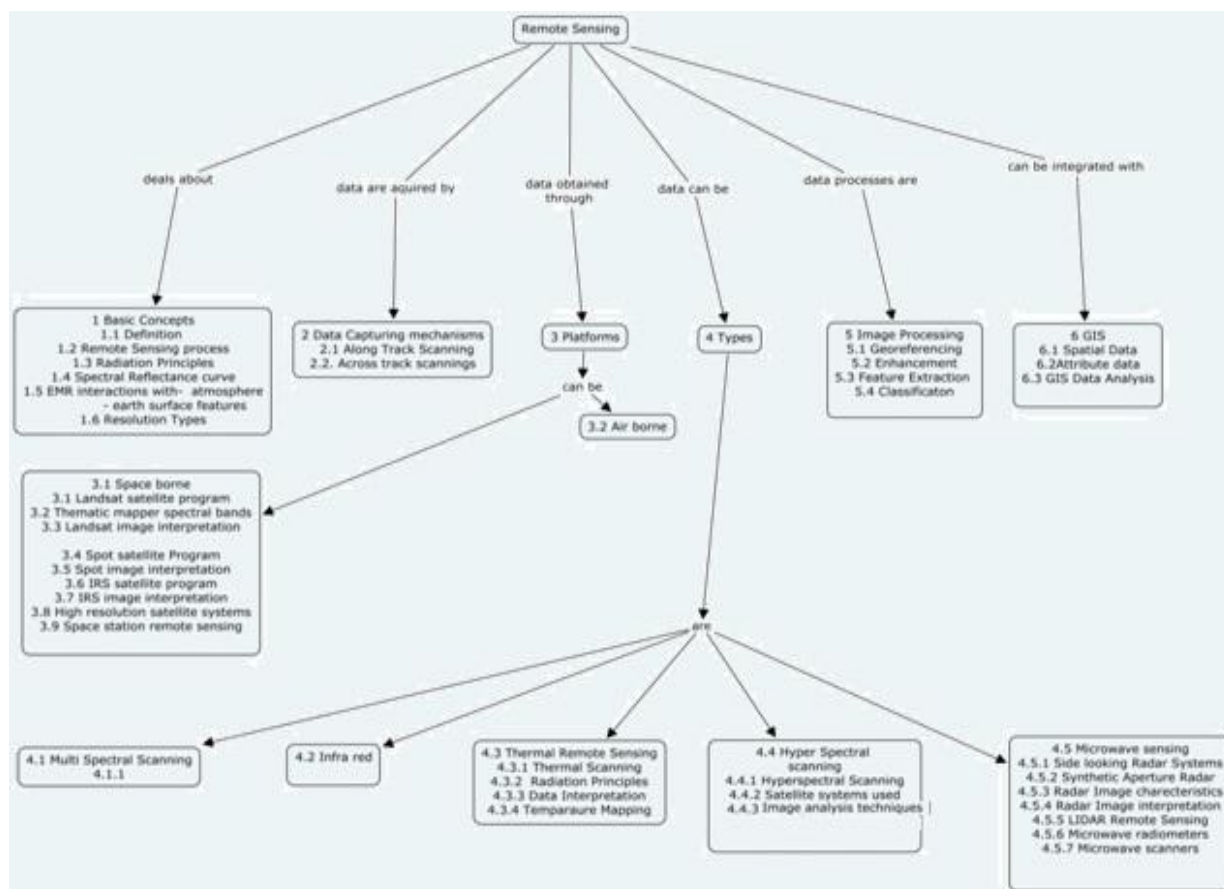 Remote Sensing
deals about
data are aquired by
data obtained
through
data can be
data processes are
can be integrated with
1 Basic Concepts
1.1 Definition
1.2 Remote Sensing process
1.3 Radiation Principles
1.4 Spectral Reflectance curve
1.5 EMR interactions with- atmosphere
- earth surface features
1.6 Resolution Types
2 Data Capturing mechanisms
2.1 Along Track Scanning
2.2. Across track scannings
3 Platforms
4 Types
5 Image Processing
5.1 Georeferencing
5.2 Enhancement
5.3 Feature Extraction
5.4 Classificaton
6 GIS
6.1 Spatial Data
6.2Attribute data
6.3 GIS Data Analysis
can be
3.2 Air borne
3.1 Space borne
3.1 Landsat satellite program
3.2 Thematic mapper spectral bands
3.3 Landsat image interpretation
3.4 Spot satellite Program
3.5 Spot image interpretation
3.6 IRS satellite program
3.7 IRS image interpretation
3.8 High resolution satellite systems
3.9 Space station remote sensing
are
4.1 Multi Spectral Scanning
4.1.1
4.2 Infra red
4.3 Thermal Remote Sensing
4.3.1 Thermal Scanning
4.3.2 Radiation Principles
4.3.3 Data Interpretation
4.3.4 Temparaure Mapping
4.4 Hyper Spectral
scanning
4.4.1 Hyperspectral Scanning
4.4.2 Satellite systems used
4.4.3 Image analysis techniques
4.5 Microwave sensing
4.5.1 Side looking Radar Systems
4.5.2 Synthetic Aperture Radar
4.5.3 Radar Image charecteristics
4.5.4 Radar Image interpretation
4.5.5 LIDAR Remote Sensing
4.5.6 Microwave radiometers
4.5.7 Microwave scanners